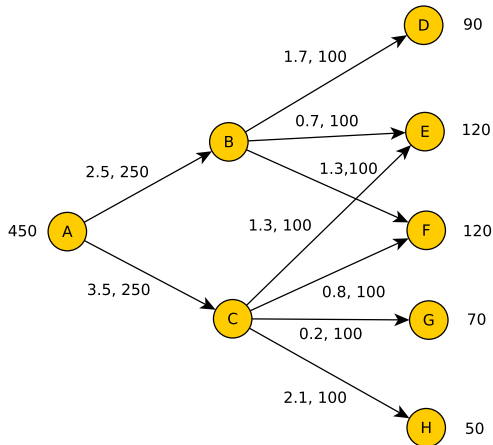 D 90
1.7, 100
0.7, 100
E 120
B
1.3,100
2.5, 250
1.3, 100
450 A
F 120
3.5, 250
0.8, 100
C
G 70
0.2, 100
2.1, 100
H 50